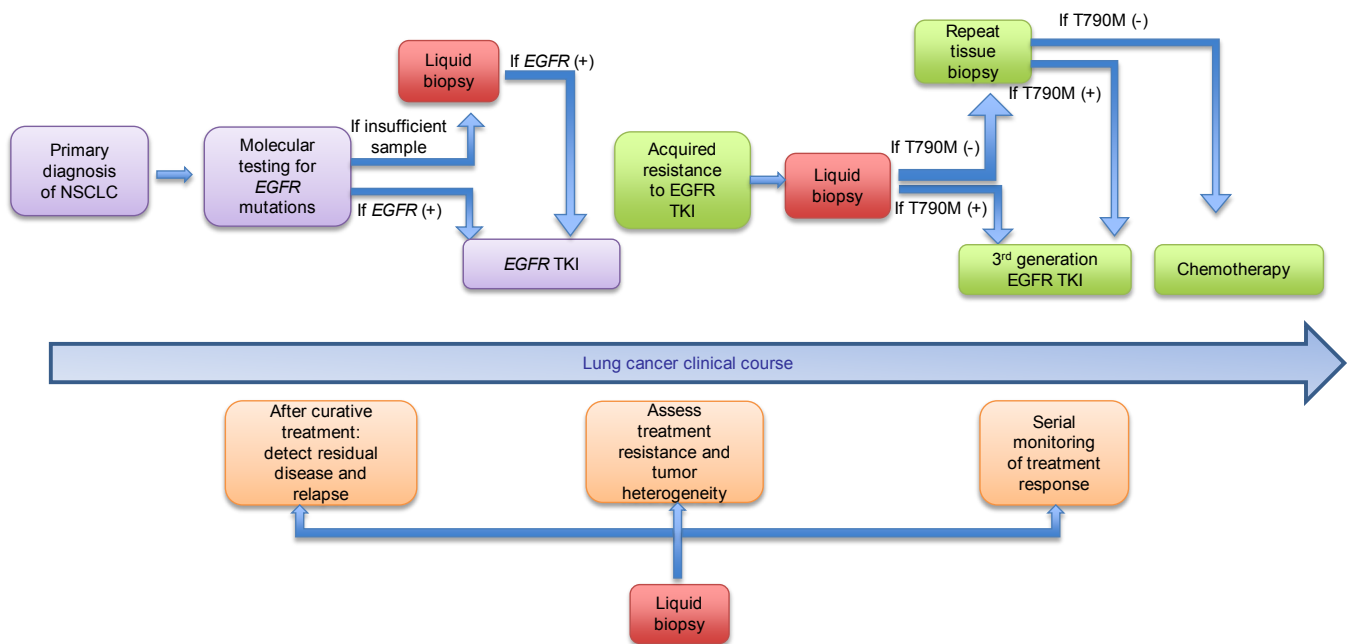 Primary
diagnosis
of NSCLC
Molecular
testing for
EGFR
mutations
If insufficient
sample
If EGFR (+)
Liquid
biopsy
If EGFR (+)
EGFR TKI
Acquired
resistance
to EGFR
TKI
Liquid
biopsy
If T790M (-)
If T790M (+)
Repeat
tissue
biopsy
If T790M (-)
If T790M (+)
3rd generation
EGFR TKI
Chemotherapy
Lung cancer clinical course
After curative
treatment:
detect residual
disease and
relapse
Assess
treatment
resistance and
tumor
heterogeneity
Serial
monitoring
of treatment
response
Liquid
biopsy